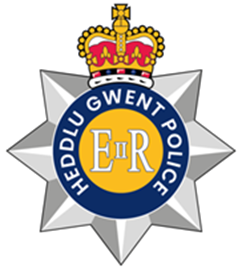 HEDDLU GWENT POLICE
EIIR